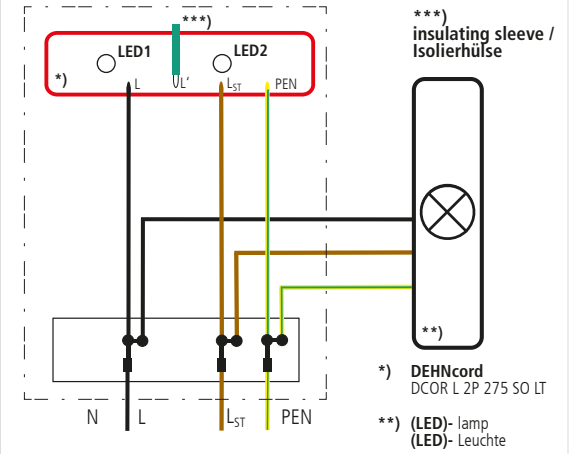 ***)
insulating sleeve /
Isolierhülse
***)
LED1
LED2
*)
L
L′
LST
PEN
**)
N
L
LST
PEN
*) DEHNcord
DCOR L 2P 275 SO LT
**) (LED)- lamp
(LED)- Leuchte